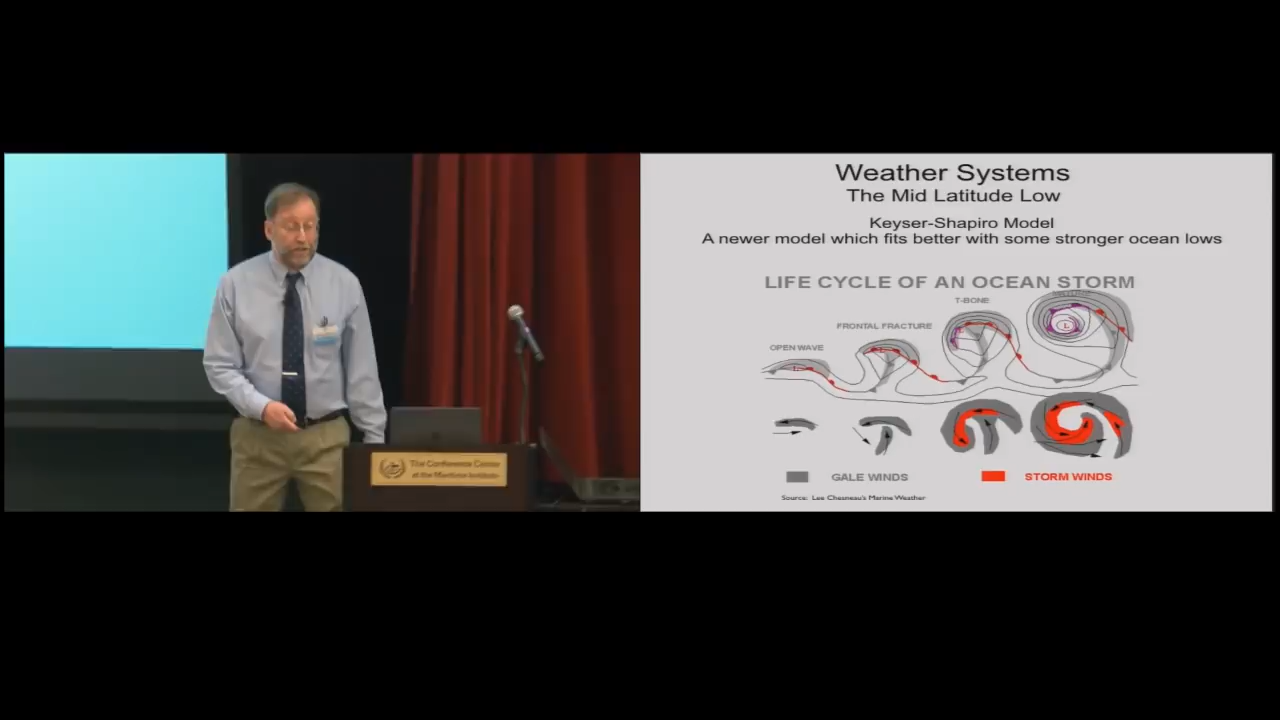 The Conference Center
at the Maritime Institute
Weather Systems
The Mid Latitude Low
Keyser-Shapiro Model
A newer model which fits better with some stronger ocean lows
LIFE CYCLE OF AN OCEAN STORM
T-BONE
FRONTAL FRACTURE
OPEN WAVE
L
L
GALE WINDS
STORM WINDS
Source: Lee Chesneau's Marine Weather